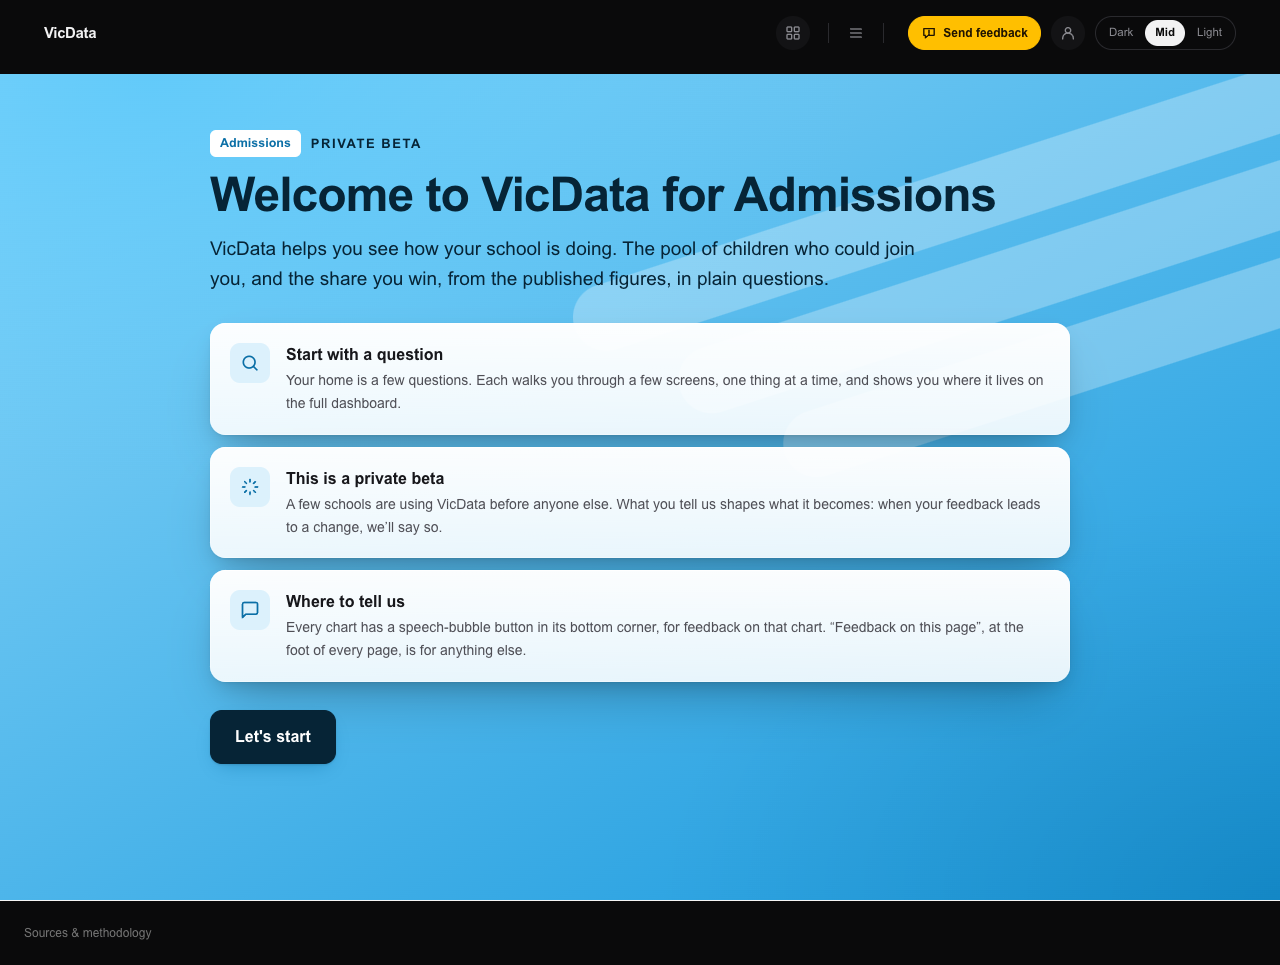 VicData
Send feedback
Dark
Mid
Light
Admissions
PRIVATE BETA
Welcome to VicData for Admissions
VicData helps you see how your school is doing. The pool of children who could join
you, and the share you win, from the published figures, in plain questions.
Start with a question
Your home is a few questions. Each walks you through a few screens, one thing at a time, and shows you where it lives on
the full dashboard.
This is a private beta
A few schools are using VicData before anyone else. What you tell us shapes what it becomes: when your feedback leads
to a change, we’ll say so.
Where to tell us
Every chart has a speech-bubble button in its bottom corner, for feedback on that chart. “Feedback on this page”, at the
foot of every page, is for anything else.
Let's start
Sources & methodology